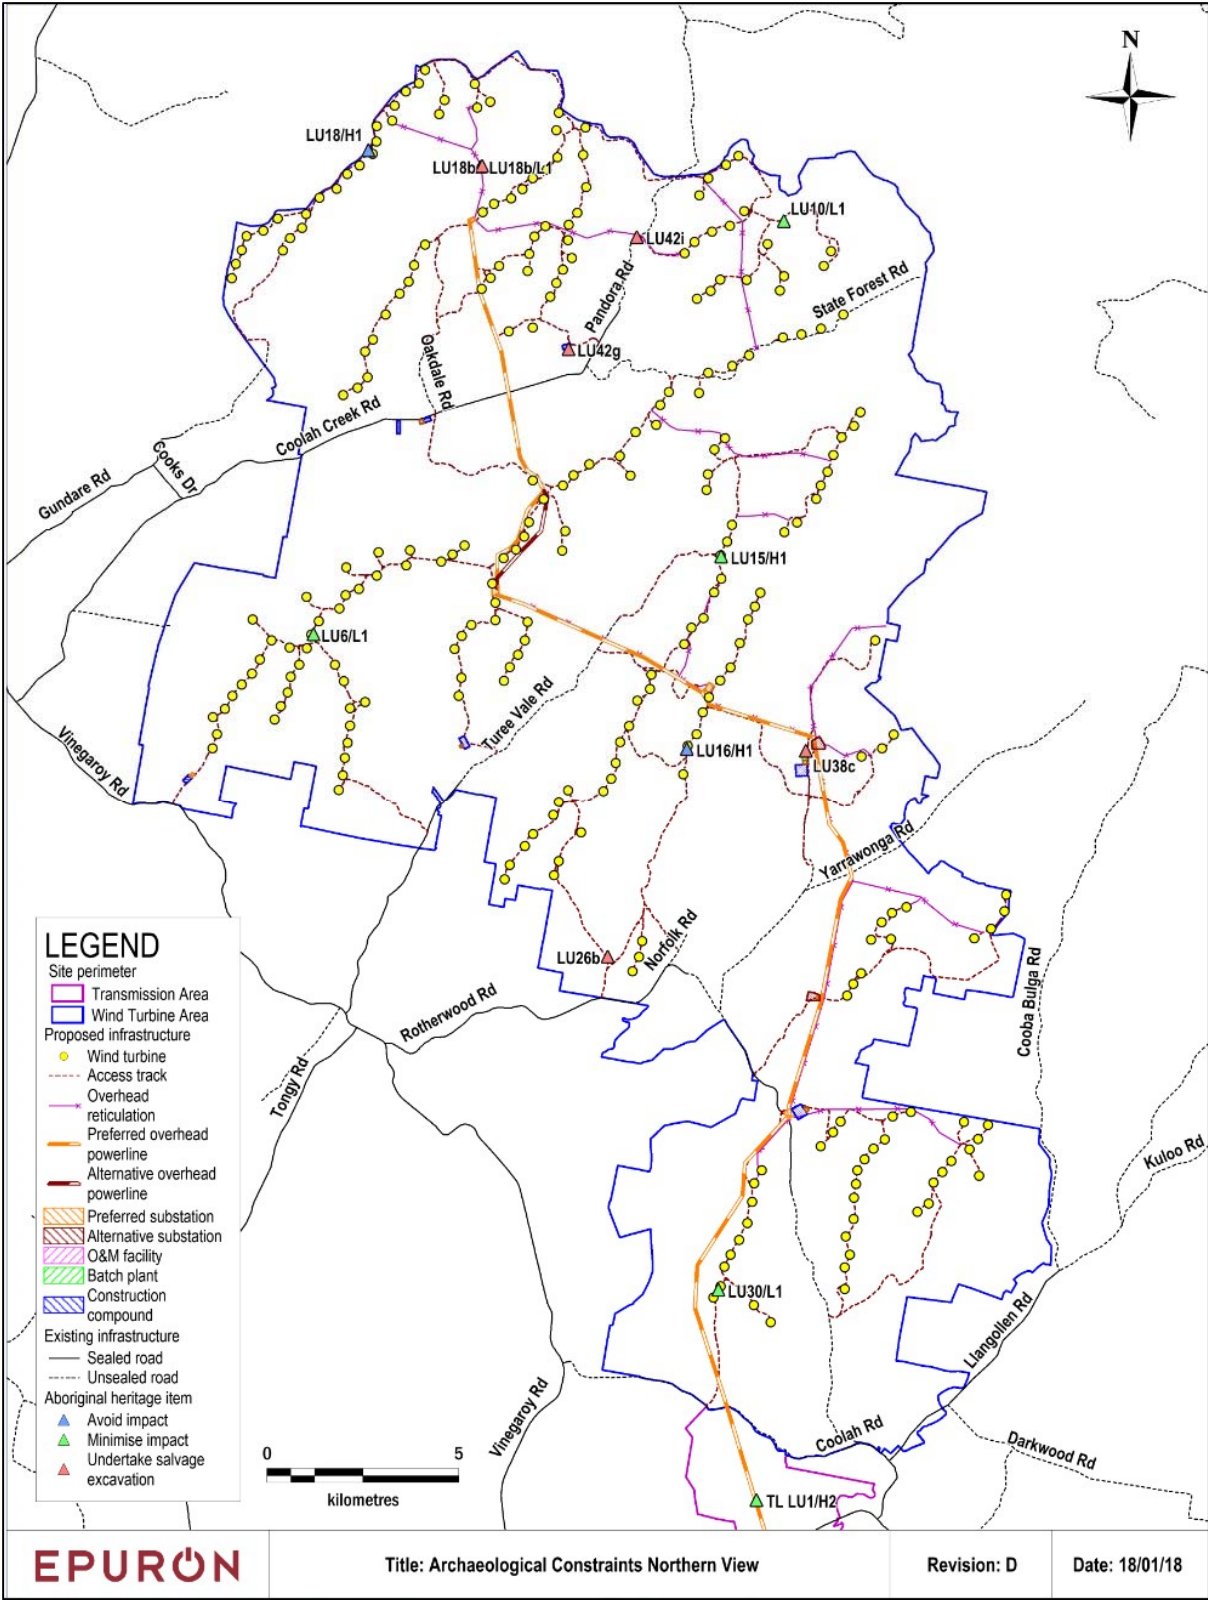 N
LU18/H1
LU18b
LU18b/L1
LU10/L1
LU42i
Pandora Rd
State Forest Rd
LU42g
Oakdale Rd
Coolah Creek Rd
Cooks Dr
Gundare Rd
LU15/H1
LU6/L1
Turee Vale Rd
Vinegaroy Rd
LU16/H1
LU38c
Yarrawonga Rd
LU26b
Norfolk Rd
Rotherwood Rd
Cooba Bulga Rd
Tongy Rd
Kuloo Rd
LU30/L1
Llangollen Rd
Vinegaroy Rd
Coolah Rd
Darkwood Rd
TL LU1/H2
LEGEND
Site perimeter
Transmission Area
Wind Turbine Area
Proposed infrastructure
Wind turbine
Access track
Overhead
reticulation
Preferred overhead
powerline
Alternative overhead
powerline
Preferred substation
Alternative substation
O&M facility
Batch plant
Construction
compound
Existing infrastructure
Sealed road
Unsealed road
Aboriginal heritage item
Avoid impact
Minimise impact
Undertake salvage
excavation
0 5
kilometres
EPURON
Title: Archaeological Constraints Northern View
Revision: D
Date: 18/01/18